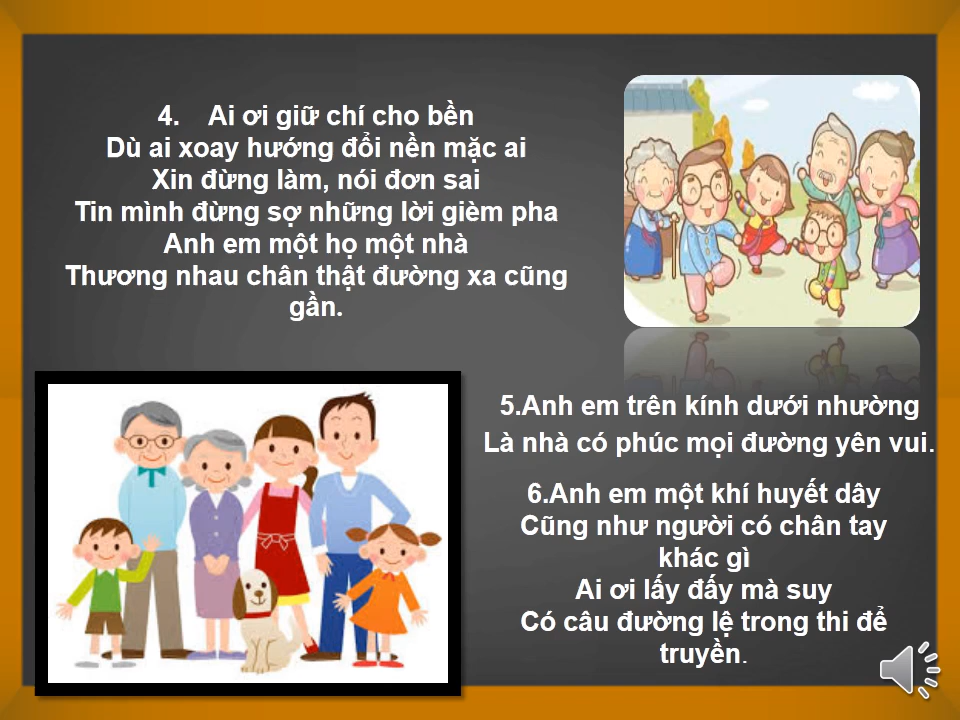 4. Ai ơi giữ chí cho bền
Dù ai xoay hướng đổi nền mặc ai
Xin đừng làm, nói đơn sai
Tin mình đừng sợ những lời gièm pha
Anh em một họ một nhà
Thương nhau chân thật đường xa cũng
gần.
5.Anh em trên kính dưới nhường
Là nhà có phúc mọi đường yên vui.
6.Anh em một khí huyết dây
Cũng như người có chân tay
khác gì
Ai ơi lấy đấy mà suy
Có câu đường lệ trong thi để
truyền.